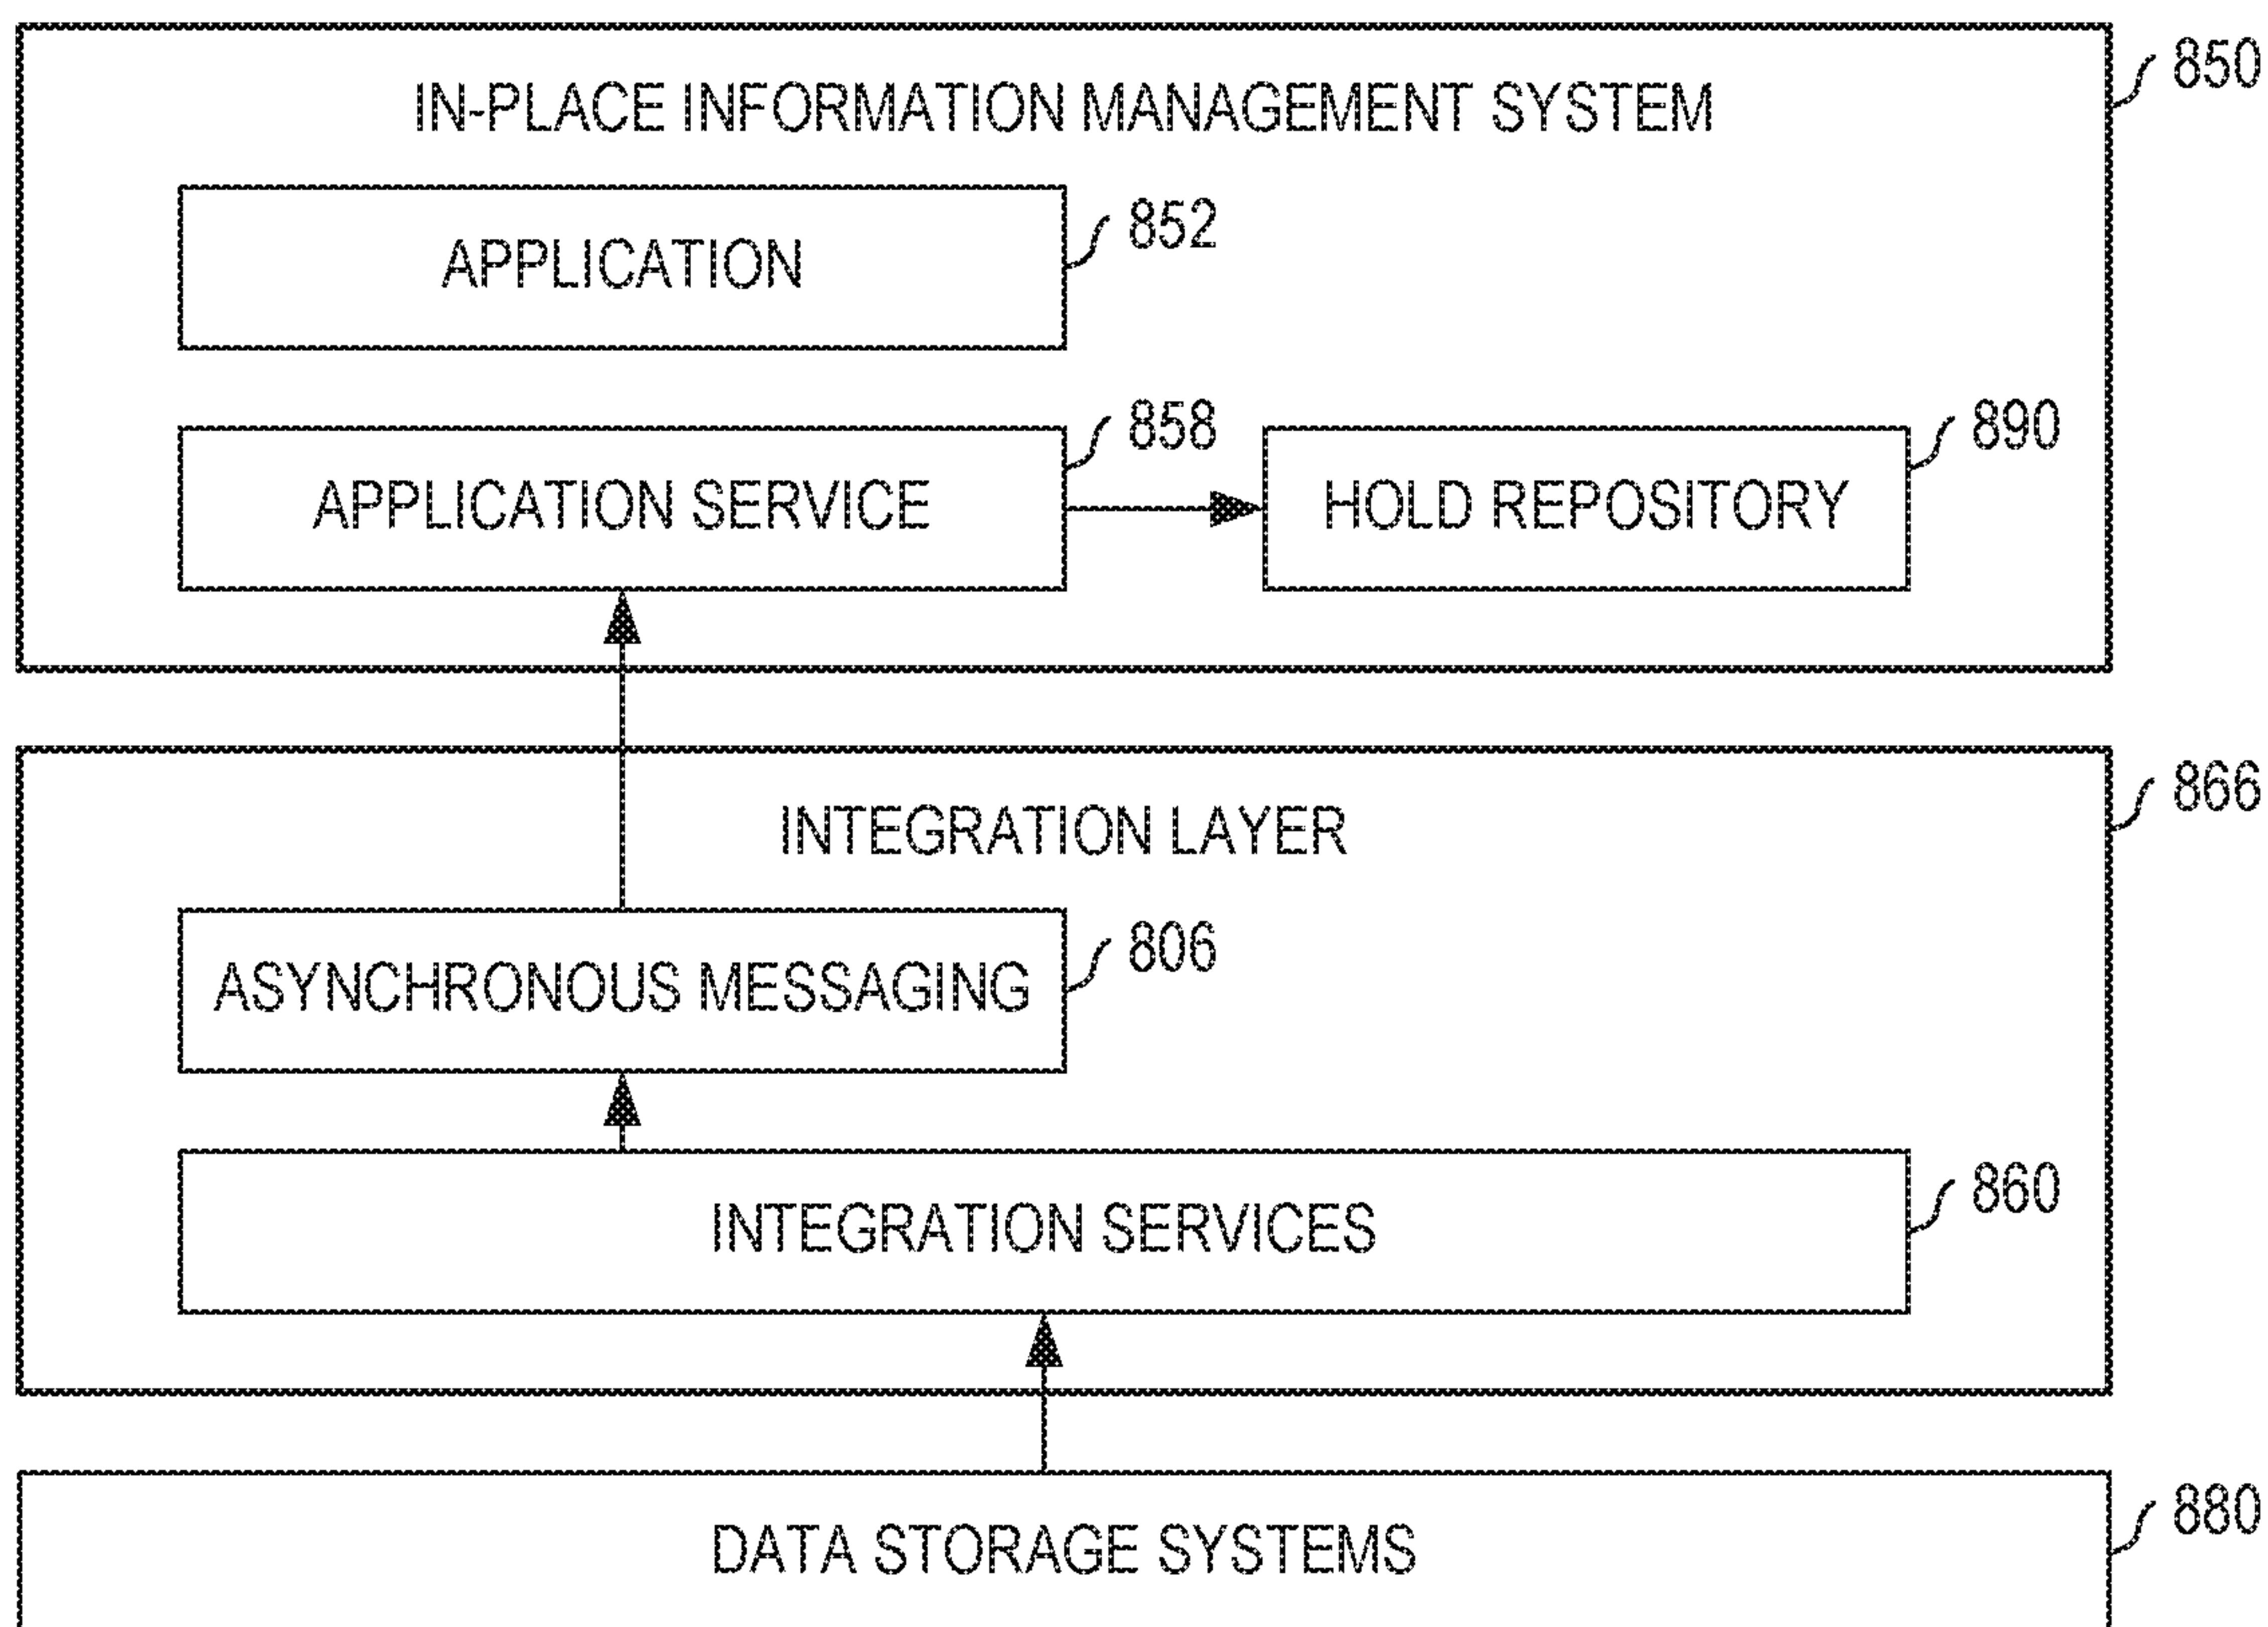 850
IN-PLACE INFORMATION MANAGEMENT SYSTEM
852
APPLICATION
858
890
APPLICATION SERVICE
HOLD REPOSITORY
866
INTEGRATION LAYER
806
ASYNCHRONOUS MESSAGING
860
INTEGRATION SERVICES
880
DATA STORAGE SYSTEMS